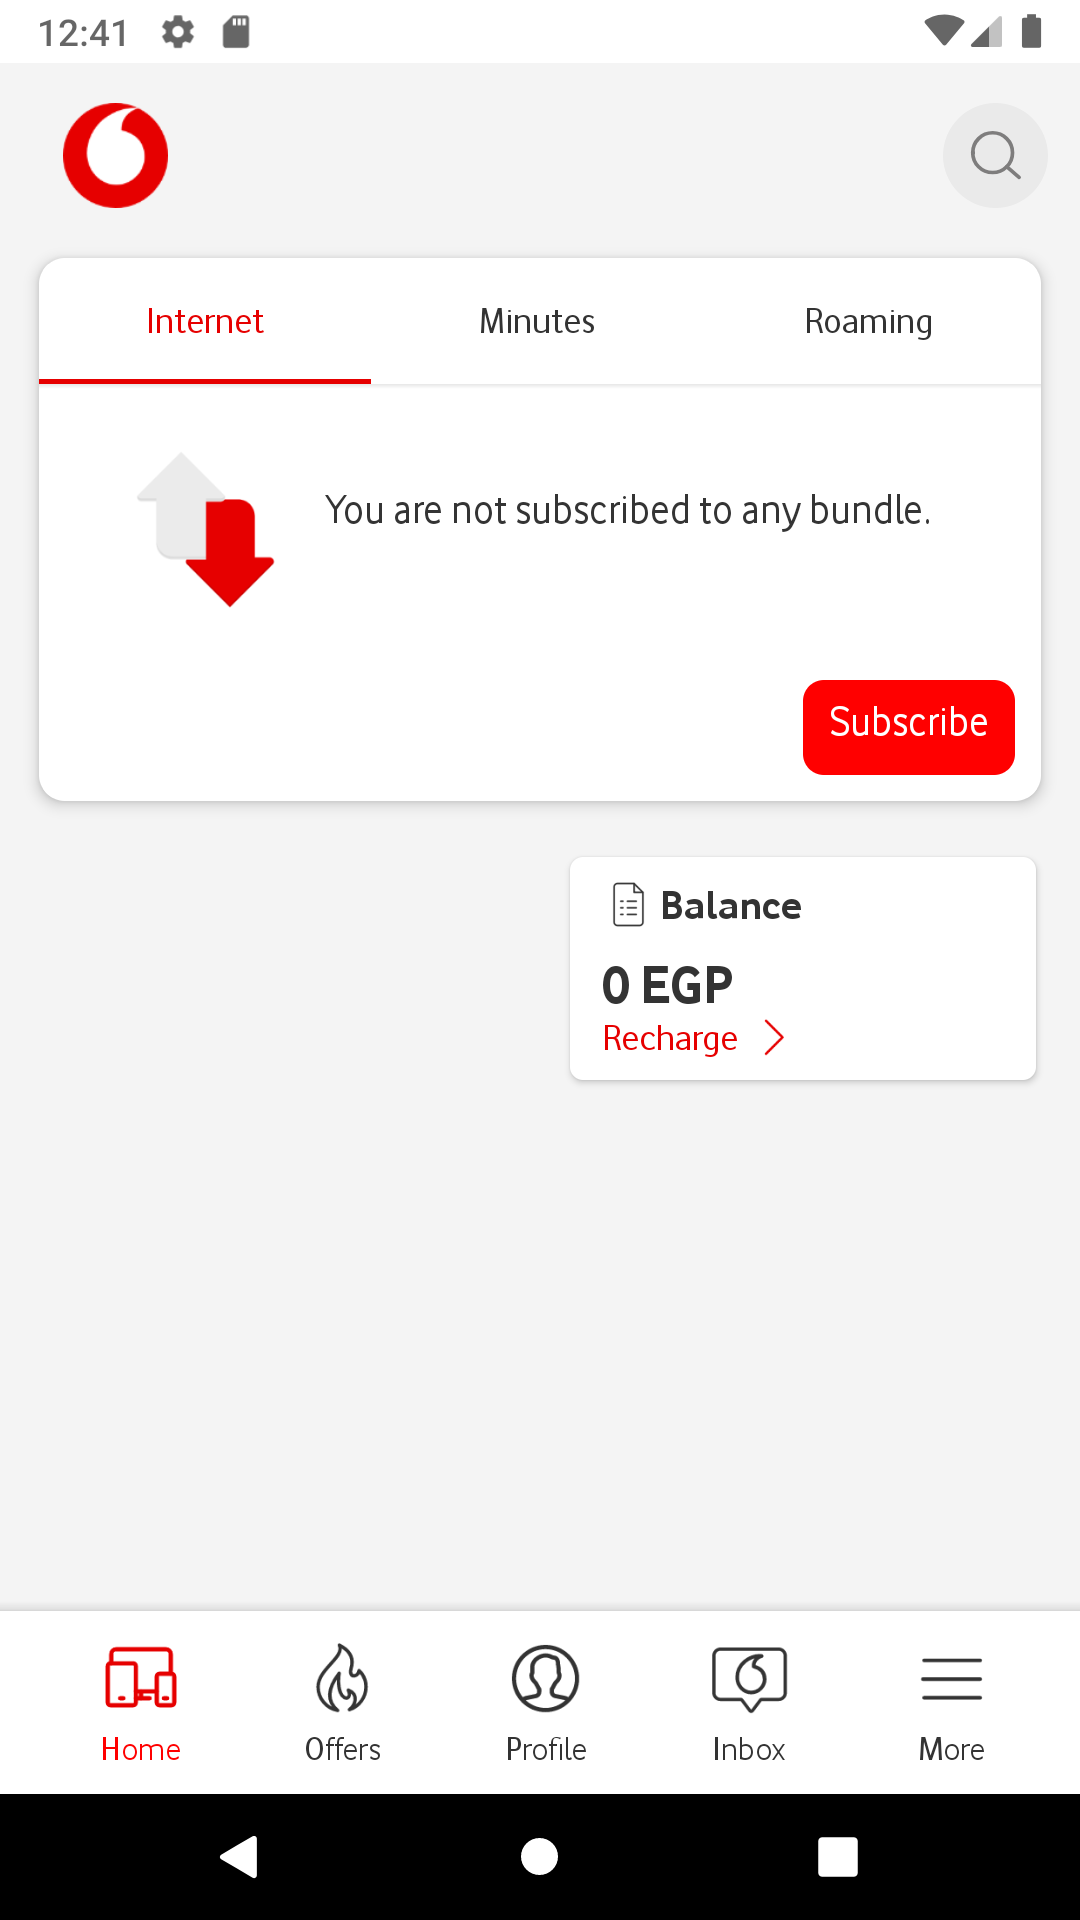 12:41
Internet Minutes Roaming
You are not subscribed to any bundle.
Subscribe
Balance
0 EGP
Recharge
Home Offers Profile Inbox More